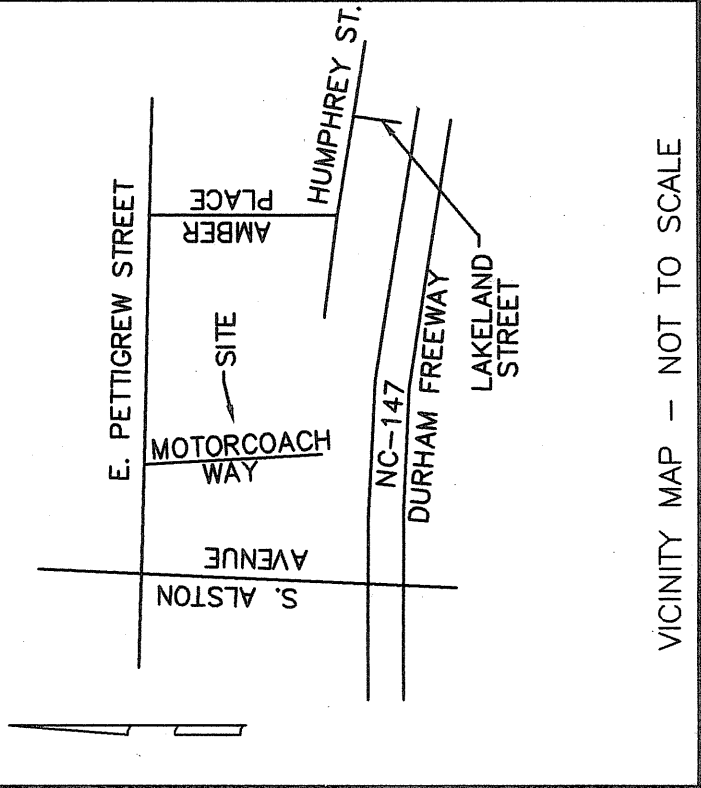 E. PETTIGREW STREET
HUMPHREY ST.
AMBER
PLACE
SITE
MOTORCOACH
WAY
S. ALSTON
AVENUE
NC-147
DURHAM FREEWAY
LAKELAND
STREET
VICINITY MAP – NOT TO SCALE